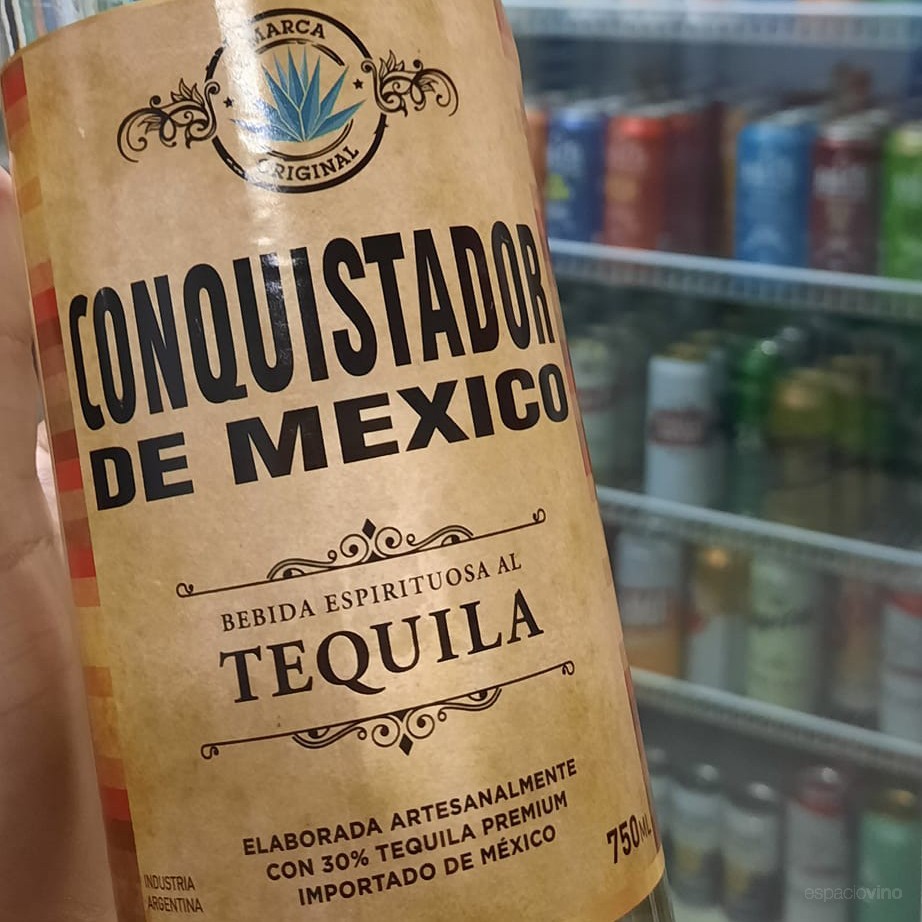 MARCA
ORIGINAL
CONQUISTADOR
DE MEXICO
BEBIDA ESPIRITUOSA AL
TEQUILA
ELABORADA ARTESANALMENTE
CON 30% TEQUILA PREMIUM
IMPORTADO DE MÉXICO
750ML
INDUSTRIA
ARGENTINA
espaciovino